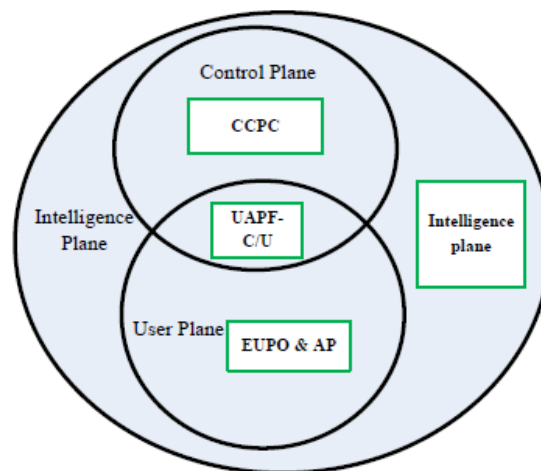 Control Plane
CCPC
UAPF-
C/U
Intelligence
Plane
Intelligence
plane
User Plane
EUPO & AP